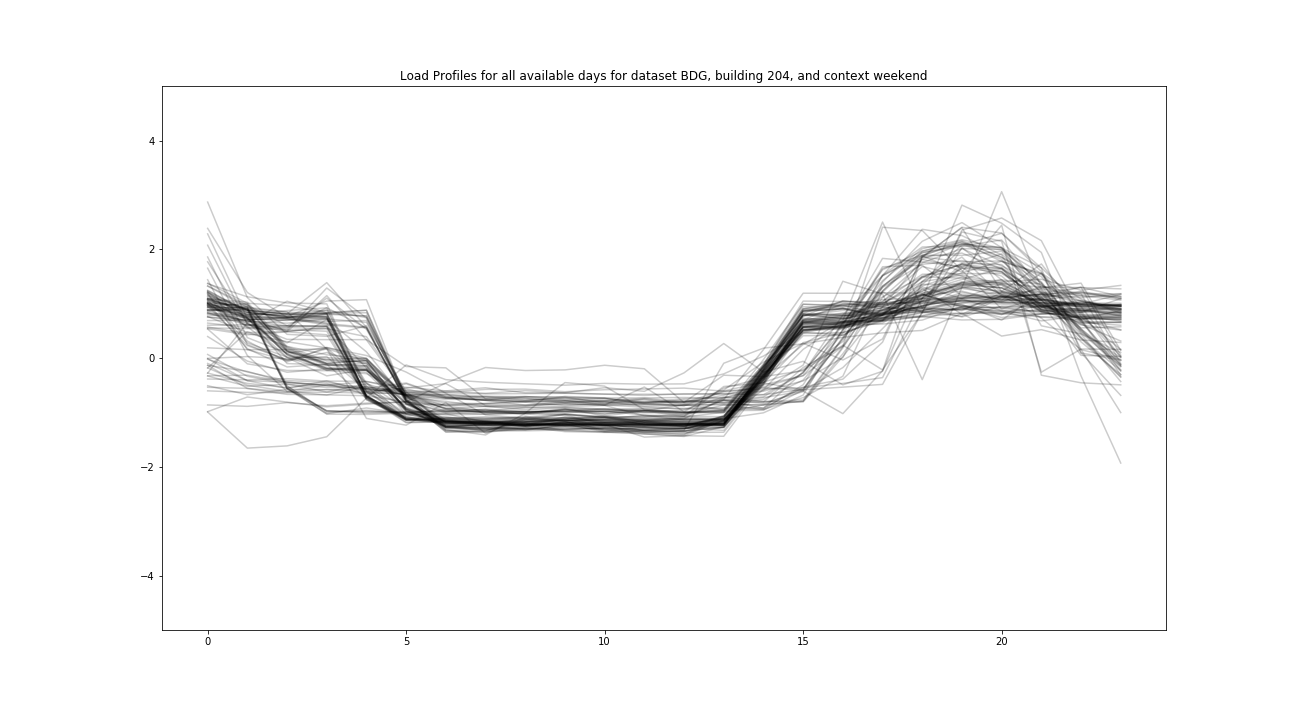 Load Profiles for all available days for dataset BDG, building 204, and context weekend
4
2
0
−2
−4
0 5 10 15 20